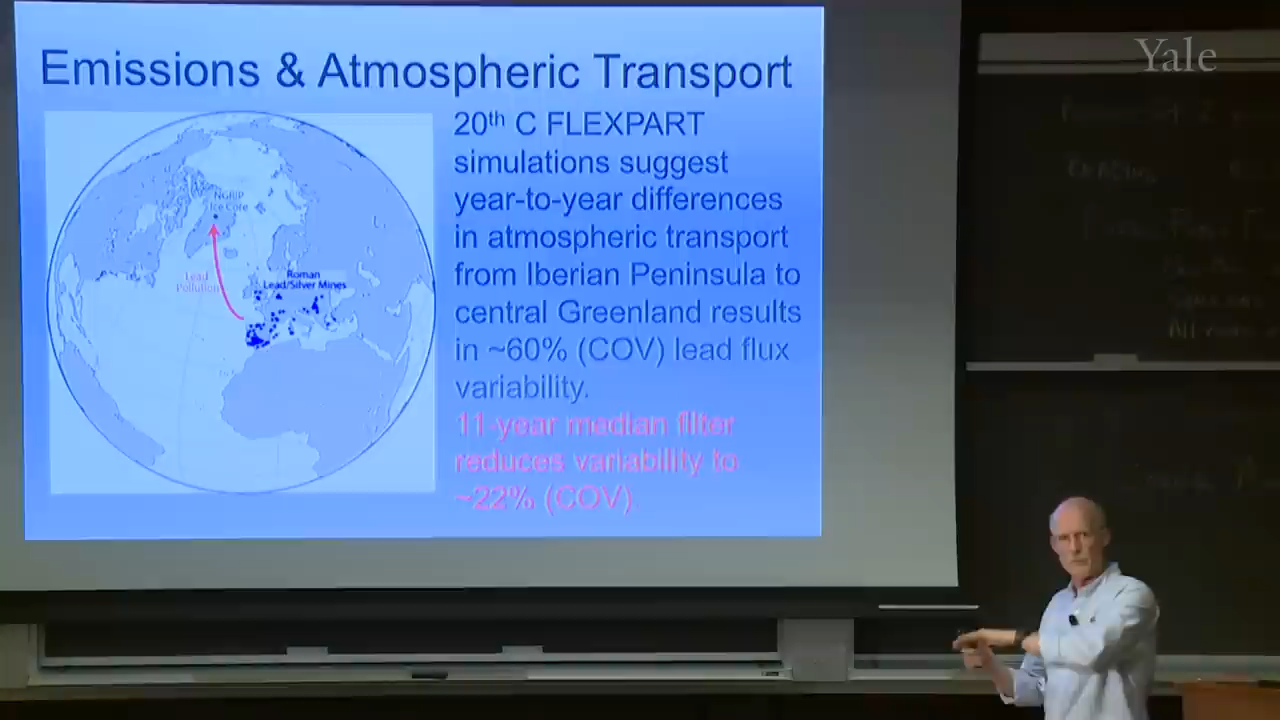 Yale
Emissions & Atmospheric Transport
NGRIP
Ice Core
Lead
Pollution
Roman
Lead/Silver Mines
20th C FLEXPART
simulations suggest
year-to-year differences
in atmospheric transport
from Iberian Peninsula to
central Greenland results
in ~60% (COV) lead flux
variability.
11-year median filter
reduces variability to
~22% (COV).